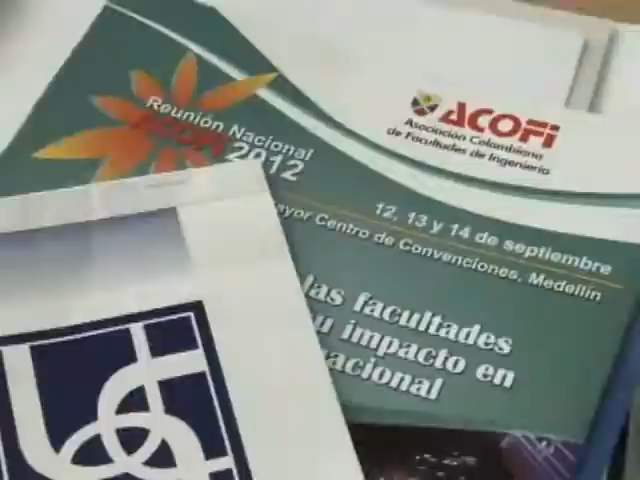 Reunión Nacional
ACOFI
2012
ACOFI
Asociación Colombiana
de Facultades de Ingeniería
12, 13 y 14 de septiembre
Centro de Convenciones, Medellín
las facultades
impacto en